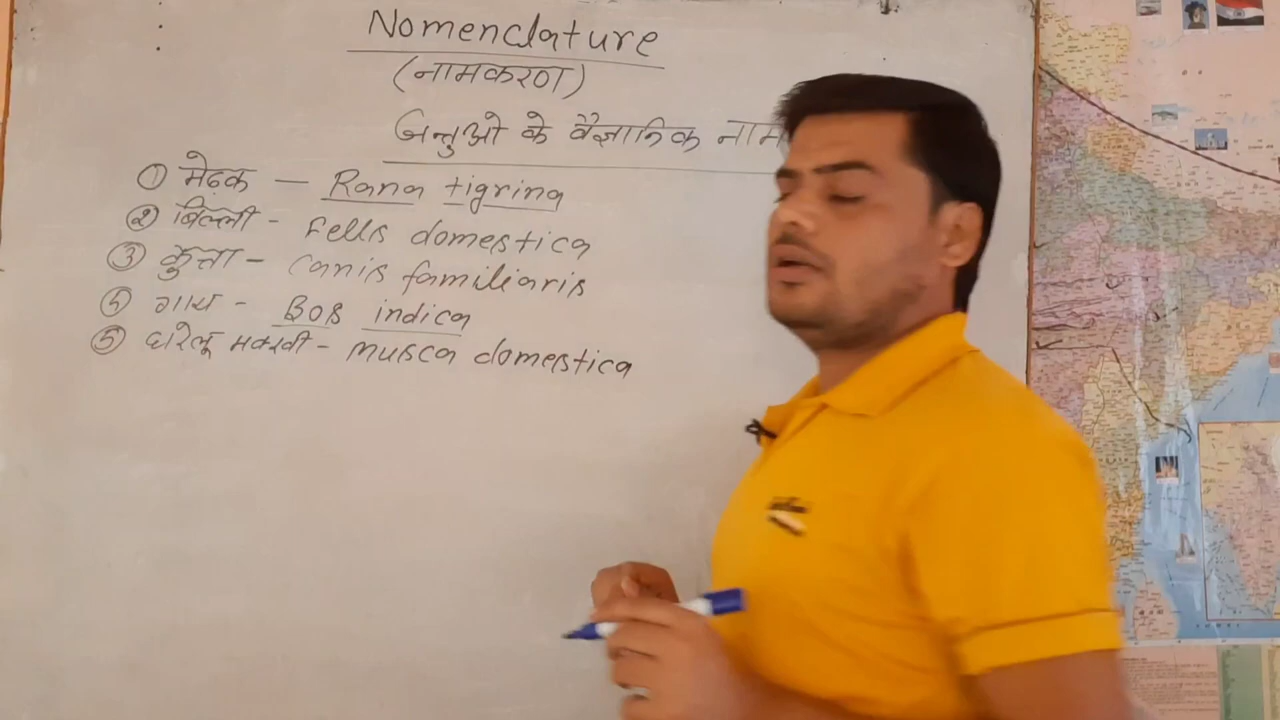 Nomenclature
(नामकरण)
जन्तुओ के वैज्ञानिक नाम
① मेढ़क — Rana tigrina
② बिल्ली - Fells domestica
③ कुत्ता - Canis familiaris
④ गाय - Bos indica
⑤ घरेलू मक्खी - Musca domestica